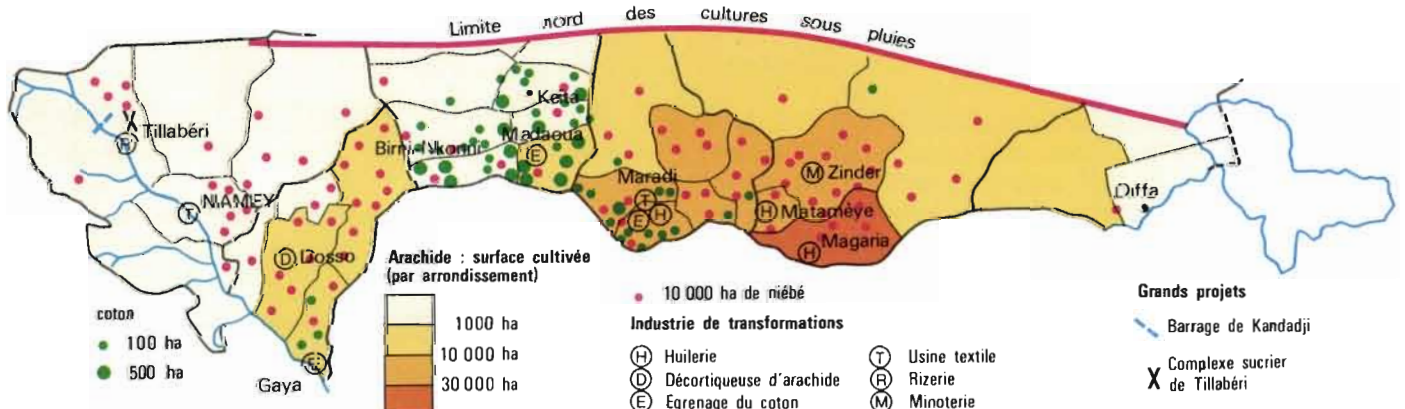 Limite nord des cultures sous pluies
Keita
Tillabéri
Madaoua
Birni Nkonni
R
E
Maradi
M Zinder
NIAMEY
T
T
Diffa
E H
H Matamèye
D Dosso
H Magaria
Arachide : surface cultivée
(par arrondissement)
1000 ha
10 000 ha
30 000 ha
coton
100 ha
500 ha
Gaya
E
10 000 ha de niébé
Industrie de transformations
H Huilerie
D Décortiqueuse d'arachide
E Egrenage du coton
T Usine textile
R Rizerie
M Minoterie
Grands projets
Barrage de Kandadji
X Complexe sucrier
de Tillabéri